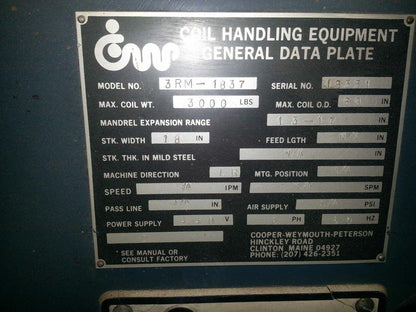 COIL HANDLING EQUIPMENT
GENERAL DATA PLATE
MODEL NO. 3RM-1837 SERIAL NO.
MAX. COIL WT. 3000 LBS MAX. COIL O.D. IN
MANDREL EXPANSION RANGE IN
STK. WIDTH 18 IN FEED LGTH IN
STK. THK. IN MILD STEEL IN
MACHINE DIRECTION MTG. POSITION
SPEED IPM SPM
PASS LINE IN AIR SUPPLY PSI
POWER SUPPLY V PH HZ
COOPER-WEYMOUTH-PETERSON
HINCKLEY ROAD
CLINTON MAINE 04927
PHONE: (207) 426-2351
*SEE MANUAL OR
CONSULT FACTORY